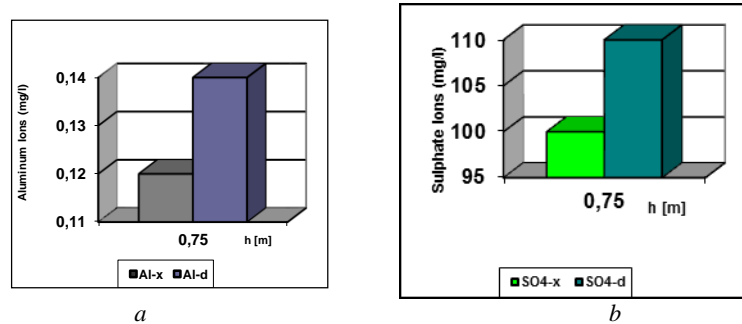 Aluminum Ions (mg/l)
0,14
0,13
0,12
0,11
0,75
h [m]
Al-x Al-d
a
Sulphate Ions (mg/l)
110
105
100
95
0,75
h [m]
SO4-x SO4-d
b